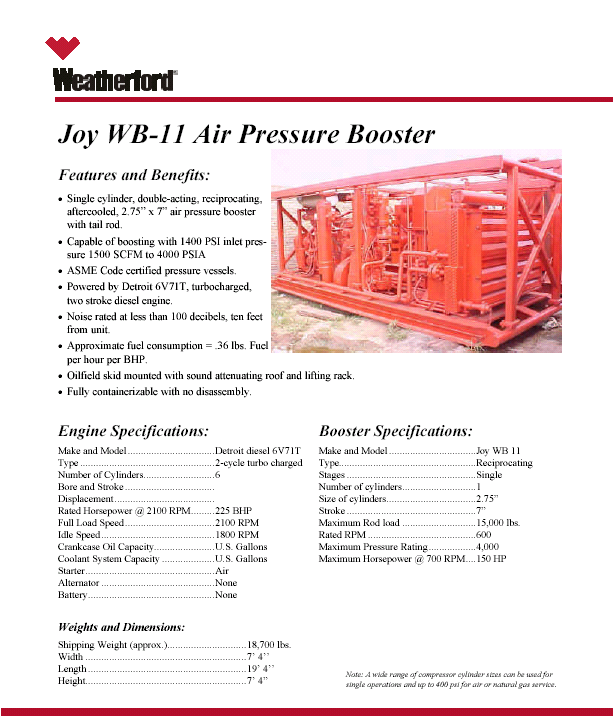 Weatherford®
Joy WB-11 Air Pressure Booster
Features and Benefits:
• Single cylinder, double-acting, reciprocating,
aftercooled, 2.75” x 7” air pressure booster
with tail rod.
• Capable of boosting with 1400 PSI inlet pres-
sure 1500 SCFM to 4000 PSIA
• ASME Code certified pressure vessels.
• Powered by Detroit 6V71T, turbocharged,
two stroke diesel engine.
• Noise rated at less than 100 decibels, ten feet
from unit.
• Approximate fuel consumption = .36 lbs. Fuel
per hour per BHP.
• Oilfield skid mounted with sound attenuating roof and lifting rack.
• Fully containerizable with no disassembly.
Engine Specifications:
Make and Model.................................Detroit diesel 6V71T
Type...................................................2-cycle turbo charged
Number of Cylinders...........................6
Bore and Stroke..................................
Displacement......................................
Rated Horsepower @ 2100 RPM.........225 BHP
Full Load Speed..................................2100 RPM
Idle Speed...........................................1800 RPM
Crankcase Oil Capacity.......................U.S. Gallons
Coolant System Capacity ....................U.S. Gallons
Starter.................................................Air
Alternator ...........................................None
Battery................................................None
Booster Specifications:
Make and Model.................................Joy WB 11
Type....................................................Reciprocating
Stages .................................................Single
Number of cylinders............................1
Size of cylinders..................................2.75”
Stroke .................................................7”
Maximum Rod load ............................15,000 lbs.
Rated RPM .........................................600
Maximum Pressure Rating..................4,000
Maximum Horsepower @ 700 RPM....150 HP
Weights and Dimensions:
Shipping Weight (approx.)..............................18,700 lbs.
Width .............................................................7’ 4’’
Length ............................................................19’ 4’’
Height.............................................................7’ 4”
Note: A wide range of compressor cylinder sizes can be used for
single operations and up to 400 psi for air or natural gas service.